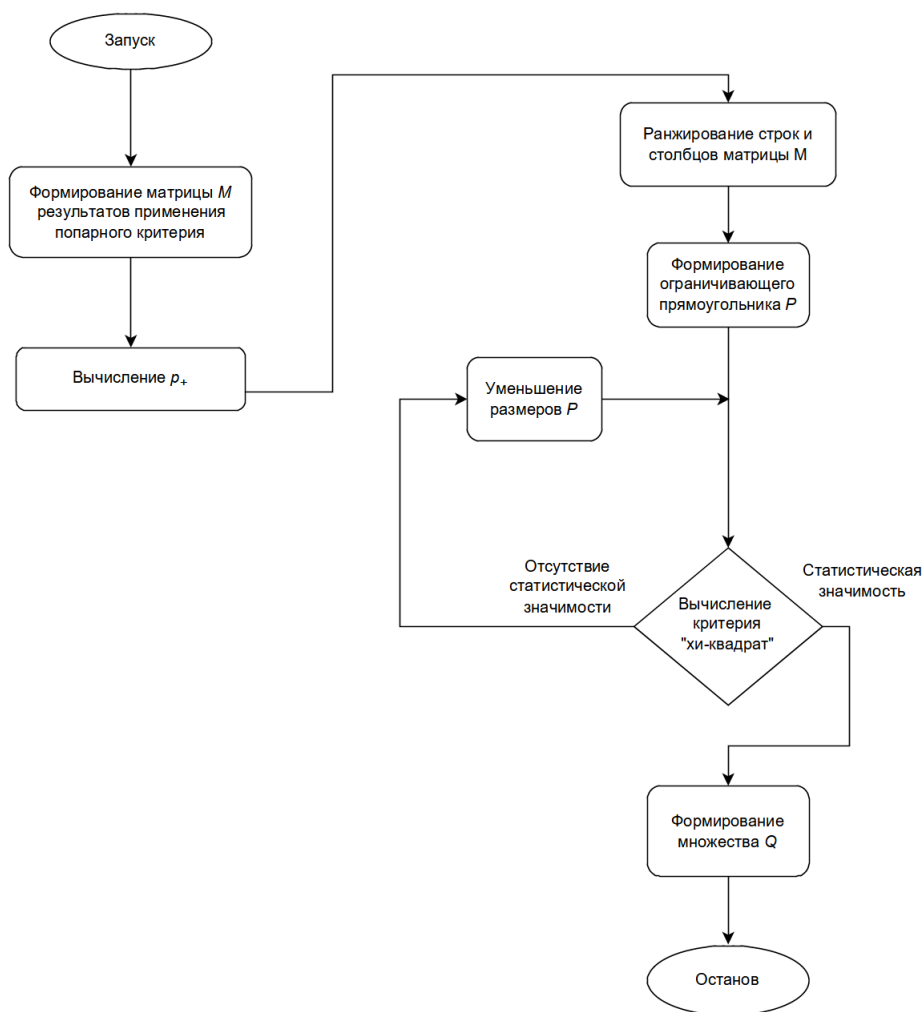 Запуск
Формирование матрицы M
результатов применения
попарного критерия
Вычисление p+
Ранжирование строк и
столбцов матрицы М
Формирование
ограничивающего
прямоугольника P
Уменьшение
размеров P
Отсутствие
статистической
значимости
Вычисление
критерия
"хи-квадрат"
Статистическая
значимость
Формирование
множества Q
Останов